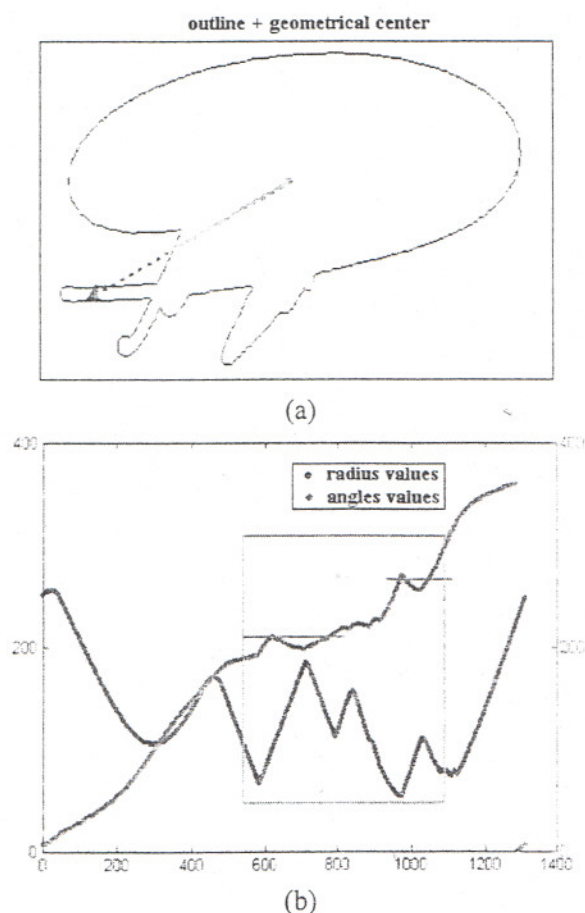 outline + geometrical center
(a)
400
radius values
angles values
200
0
0 200 400 600 800 1000 1200 1400
(b)